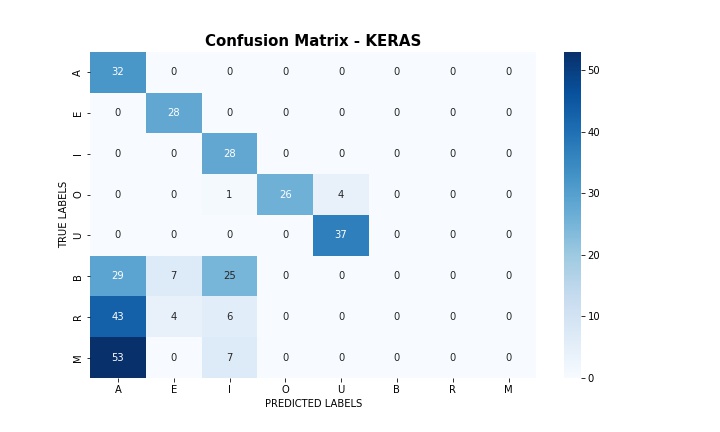 Confusion Matrix - KERAS
A 32 0 0 0 0 0 0 0
E 0 28 0 0 0 0 0 0
I 0 0 28 0 0 0 0 0
O 0 0 1 26 4 0 0 0
U 0 0 0 0 37 0 0 0
B 29 7 25 0 0 0 0 0
R 43 4 6 0 0 0 0 0
M 53 0 7 0 0 0 0 0
A E I O U B R M
TRUE LABELS
PREDICTED LABELS
50
40
30
20
10
0